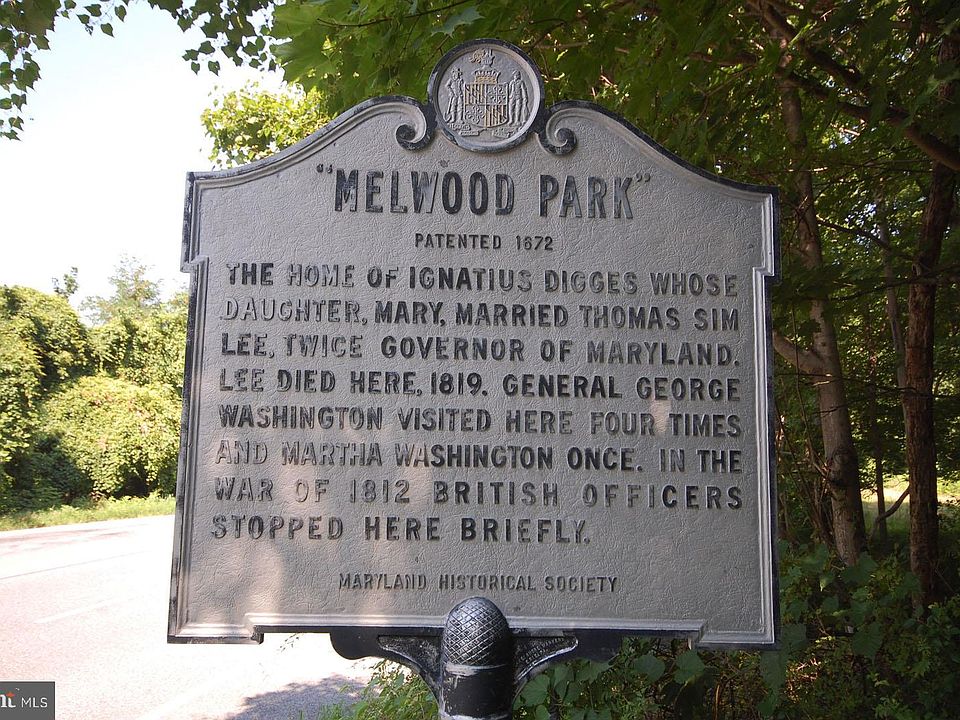 "MELWOOD PARK"
PATENTED 1672
THE HOME OF IGNATIUS DIGGES WHOSE
DAUGHTER, MARY, MARRIED THOMAS SIM
LEE, TWICE GOVERNOR OF MARYLAND.
LEE DIED HERE, 1819. GENERAL GEORGE
WASHINGTON VISITED HERE FOUR TIMES
AND MARTHA WASHINGTON ONCE. IN THE
WAR OF 1812 BRITISH OFFICERS
STOPPED HERE BRIEFLY.
MARYLAND HISTORICAL SOCIETY
MLS